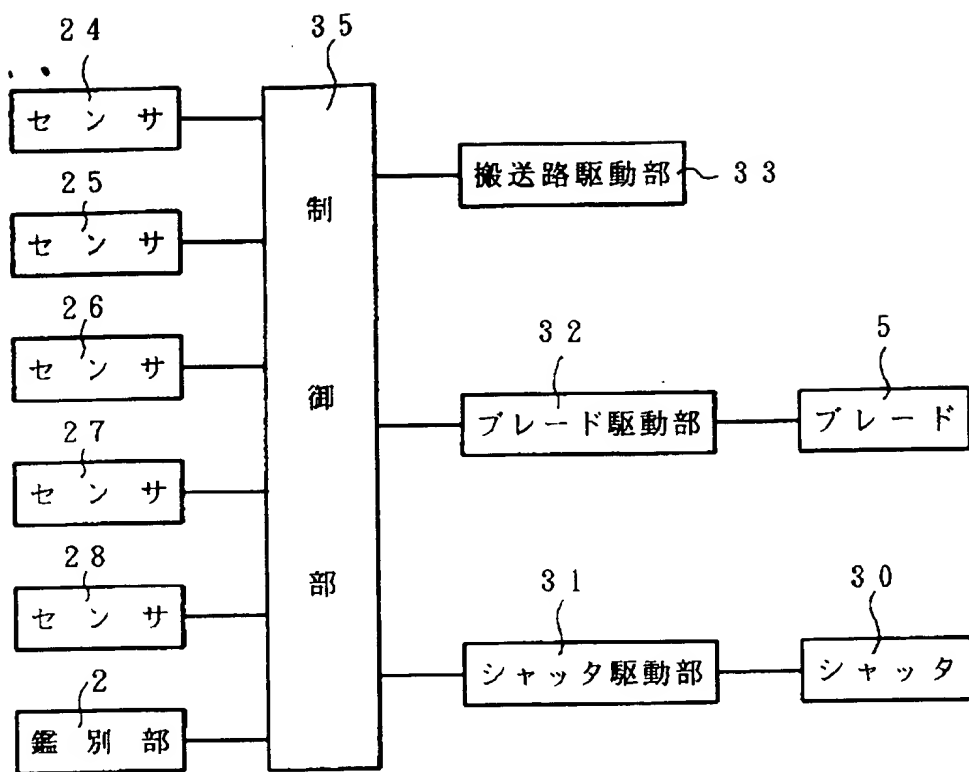 24
センサ
25
センサ
26
センサ
27
センサ
28
センサ
2
鑑別部
35
制御部
搬送路駆動部 33
32
ブレード駆動部
5
ブレード
31
シャッタ駆動部
30
シャッタ